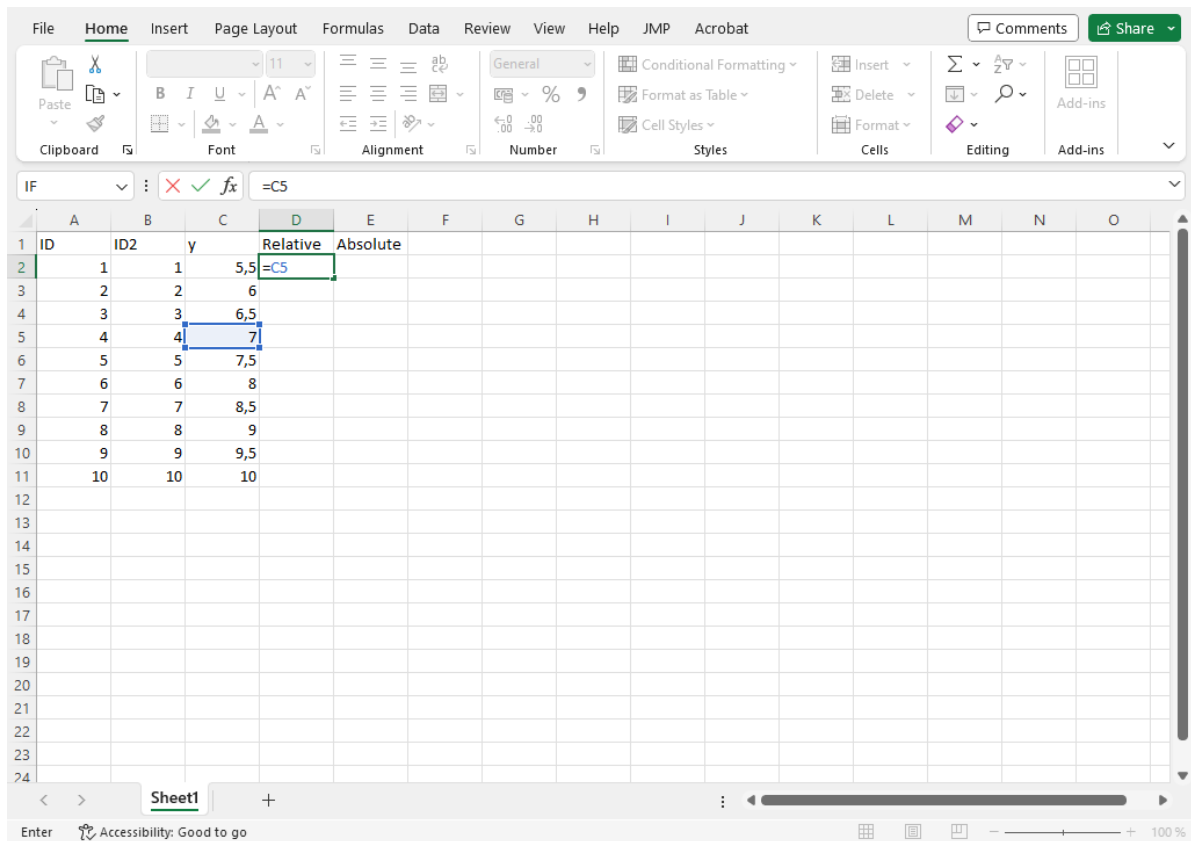 File Home Insert Page Layout Formulas Data Review View Help JMP Acrobat Comments Share
11 ab General Conditional Formatting Insert Σ A Z
Paste B I U A A % 9 Format as Table Delete Add-ins
Cell Styles Format
Clipboard Font Alignment Number Styles Cells Editing Add-ins
IF fx =C5
A B C D E F G H I J K L M N O
1 ID ID2 y Relative Absolute
2 1 1 5,5 =C5
3 2 2 6
4 3 3 6,5
5 4 4 7
6 5 5 7,5
7 6 6 8
8 7 7 8,5
9 8 8 9
10 9 9 9,5
11 10 10 10
12
13
14
15
16
17
18
19
20
21
22
23
24
Sheet1
Enter Accessibility: Good to go 100 %